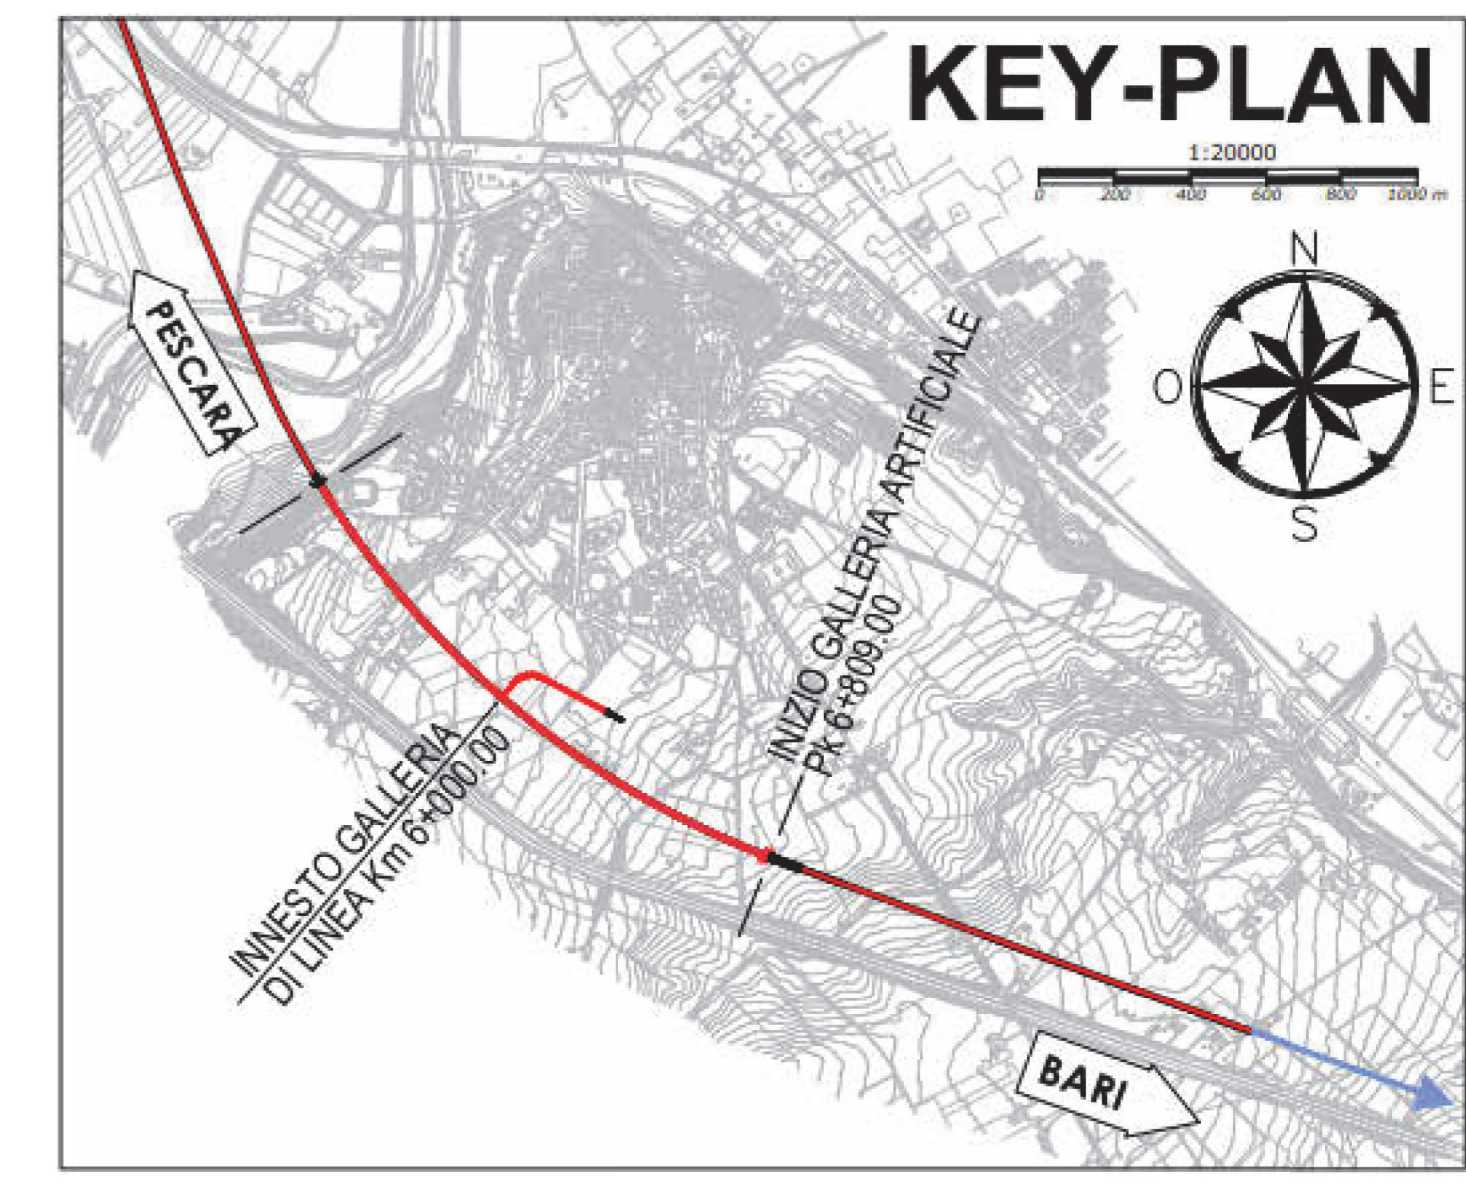 KEY-PLAN
1:20000
0 200 400 600 800 1000 m
N
O
E
S
PESCARA
INIZIO GALLERIA ARTIFICIALE
Pk 6+809.00
INNESTO GALLERIA
DI LINEA Km 6+000.00
BARI